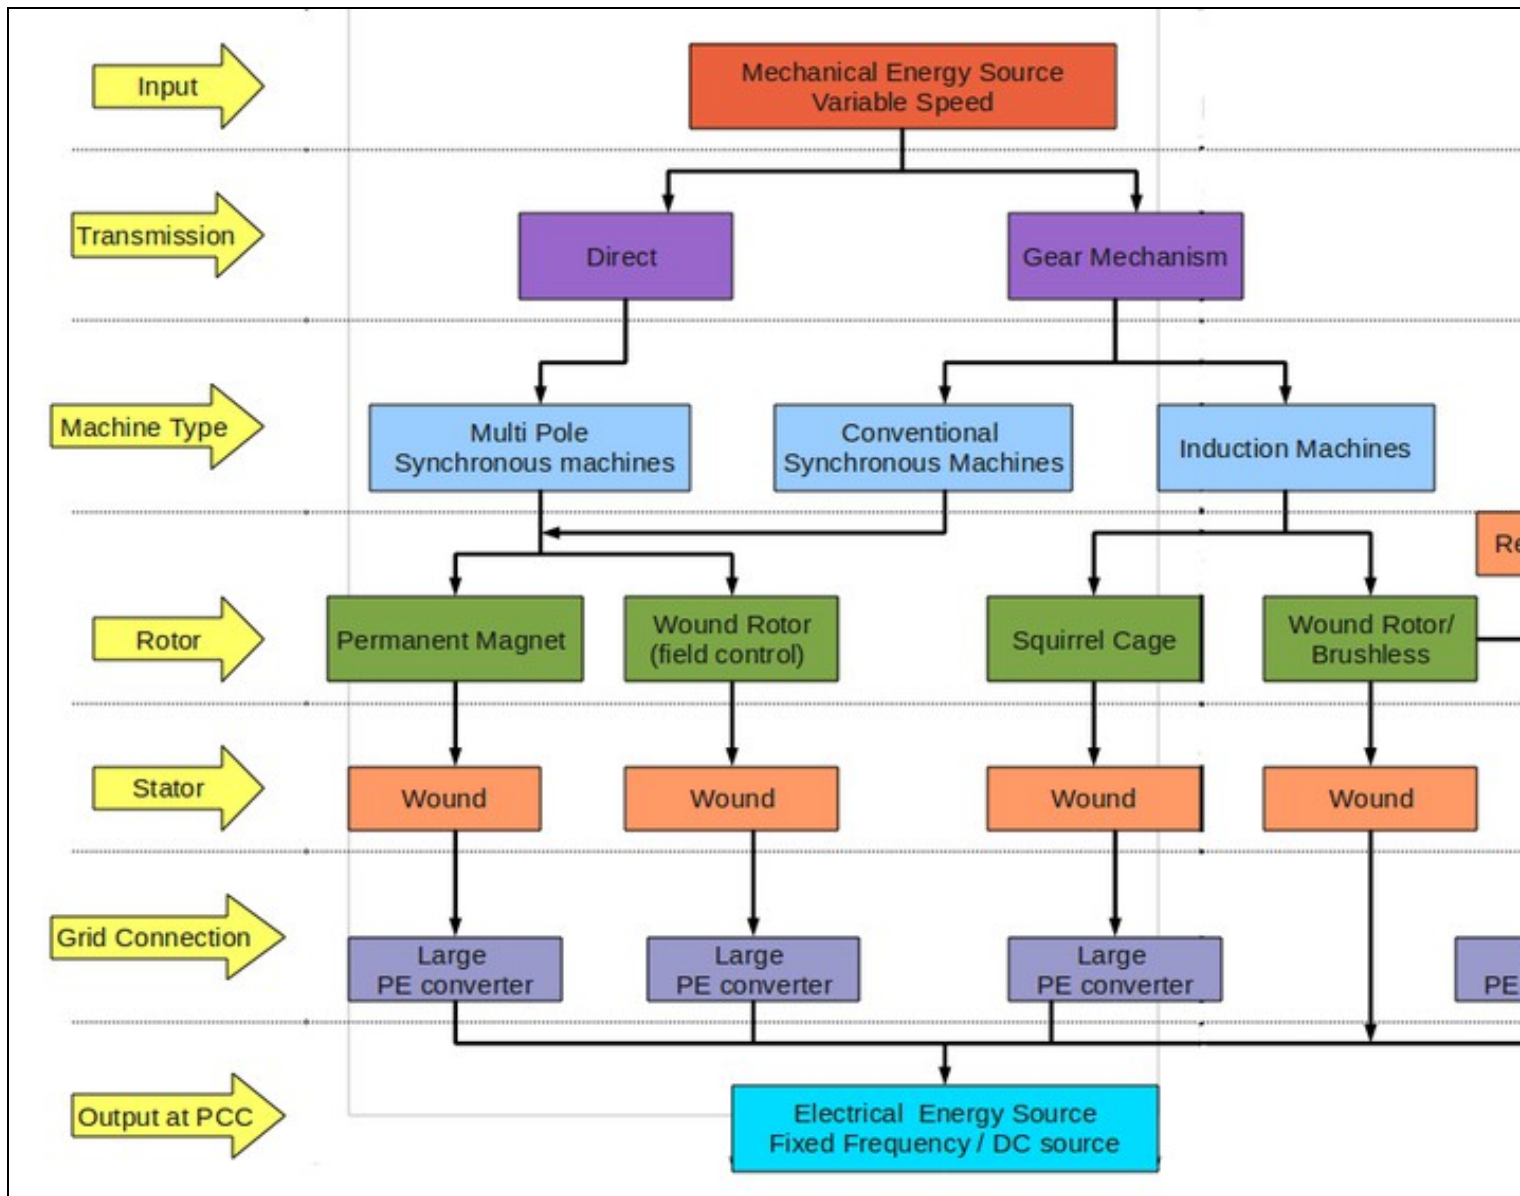 Input
Mechanical Energy Source
Variable Speed
Transmission
Direct
Gear Mechanism
Machine Type
Multi Pole
Synchronous machines
Conventional
Synchronous Machines
Induction Machines
Re
Rotor
Permanent Magnet
Wound Rotor
(field control)
Squirrel Cage
Wound Rotor/
Brushless
Stator
Wound
Wound
Wound
Wound
Grid Connection
Large
PE converter
Large
PE converter
Large
PE converter
PE
Output at PCC
Electrical Energy Source
Fixed Frequency / DC source